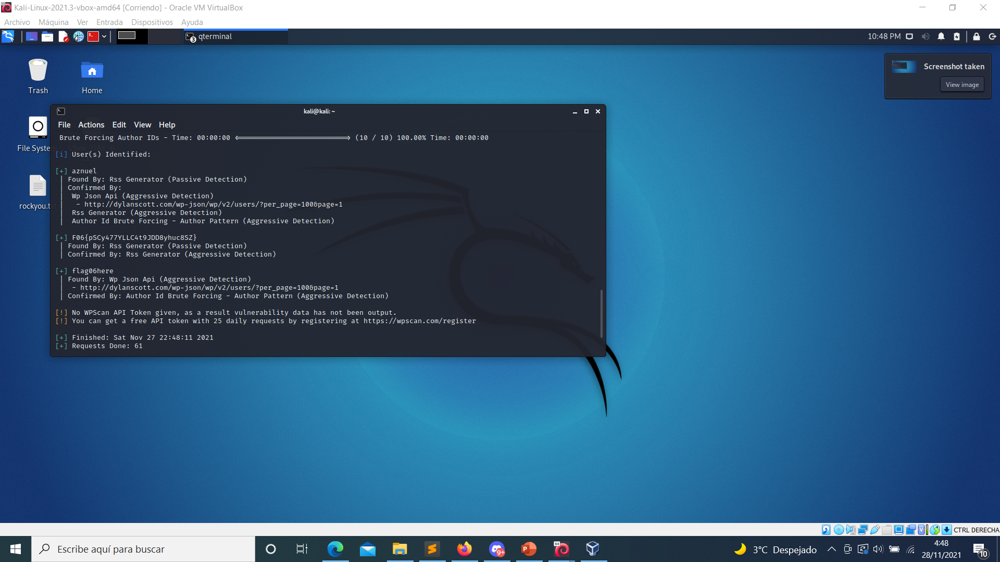 Kali-Linux-2021.3-vbox-amd64 [Corriendo] - Oracle VM VirtualBox
Archivo Máquina Ver Entrada Dispositivos Ayuda
qterminal
3
10:48 PM
Trash
Home
Screenshot taken
View image
File System
rockyou.t
kali@kali: ~
File Actions Edit View Help
Brute Forcing Author IDs - Time: 00:00:00 <==========================> (10 / 10) 100.00% Time: 00:00:00
[i] User(s) Identified:
[+] aznuel
| Found By: Rss Generator (Passive Detection)
| Confirmed By:
| Wp Json Api (Aggressive Detection)
| - http://dylanscott.com/wp-json/wp/v2/users/?per_page=100&page=1
| Rss Generator (Aggressive Detection)
| Author Id Brute Forcing - Author Pattern (Aggressive Detection)
[+] F06{pSCy477YLLC4t9JDD8yhuc8SZ}
| Found By: Rss Generator (Passive Detection)
| Confirmed By: Rss Generator (Aggressive Detection)
[+] flag06here
| Found By: Wp Json Api (Aggressive Detection)
| - http://dylanscott.com/wp-json/wp/v2/users/?per_page=100&page=1
| Confirmed By: Author Id Brute Forcing - Author Pattern (Aggressive Detection)
[!] No WPScan API Token given, as a result vulnerability data has not been output.
[!] You can get a free API token with 25 daily requests by registering at https://wpscan.com/register
[+] Finished: Sat Nov 27 22:48:11 2021
[+] Requests Done: 61
CTRL DERECHA
Escribe aquí para buscar
9+
64
3°C Despejado
4:48
28/11/2021
10